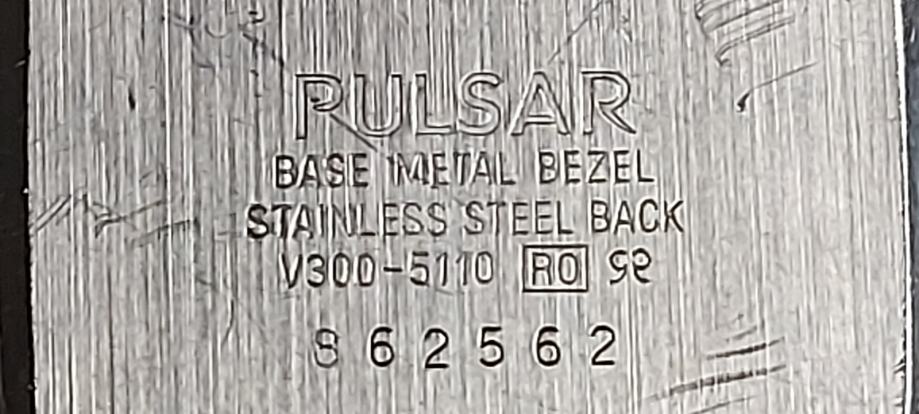 PULSAR
BASE METAL BEZEL
STAINLESS STEEL BACK
V300-5110 RO
862562